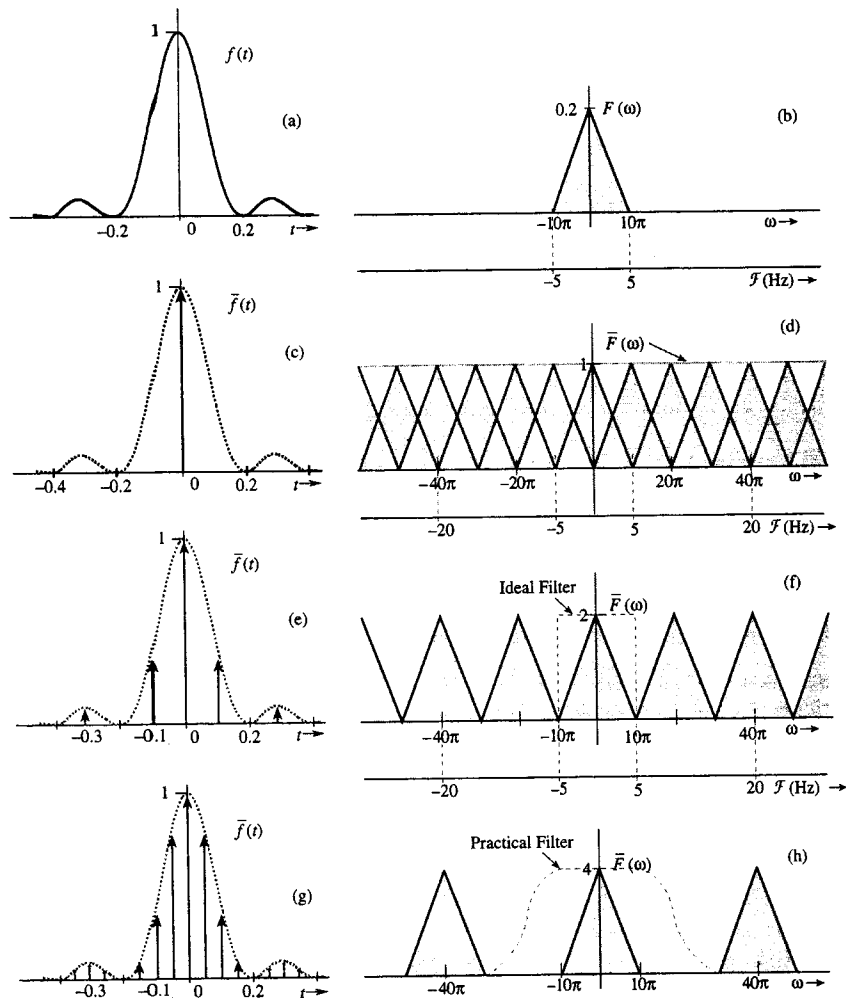 1
f(t)
(a)
−0.2 0 0.2 t→
0.2 F(ω)
(b)
−10π 10π ω→
−5 5 ℱ(Hz) →
1 f̄(t)
(c)
−0.4 −0.2 0 0.2 t→
(d)
F̄(ω)
1
−40π −20π 20π 40π ω→
−20 −5 5 20 ℱ(Hz) →
1 f̄(t)
(e)
−0.3 −0.1 0 0.2 t→
(f)
Ideal Filter
2 F̄(ω)
−40π −10π 10π 40π ω→
−20 −5 5 20 ℱ(Hz) →
1 f̄(t)
(g)
−0.3 −0.1 0 0.2 t→
Practical Filter
(h)
4 F̄(ω)
−40π −10π 10π 40π ω→